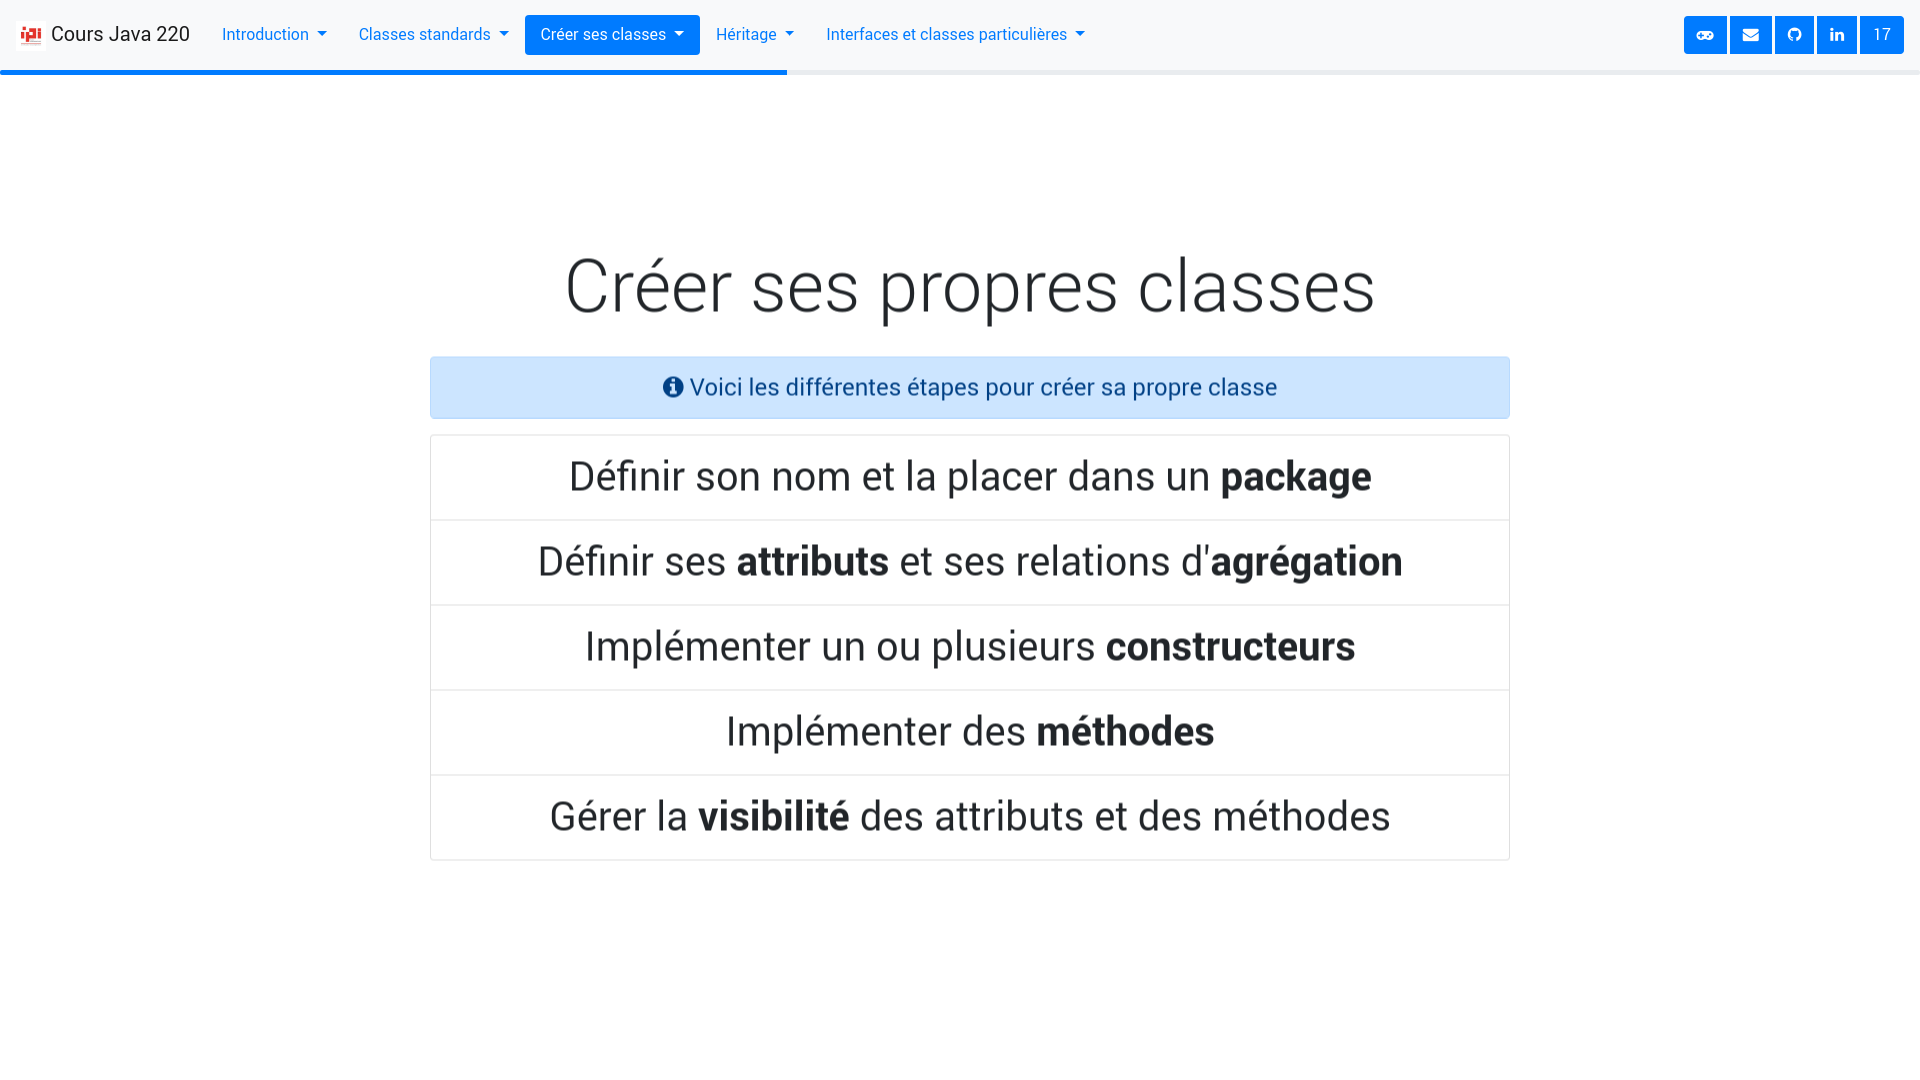 ipi Cours Java 220 Introduction Classes standards Créer ses classes Héritage Interfaces et classes particulières in 17
Créer ses propres classes
Voici les différentes étapes pour créer sa propre classe
Définir son nom et la placer dans un package
Définir ses attributs et ses relations d'agrégation
Implémenter un ou plusieurs constructeurs
Implémenter des méthodes
Gérer la visibilité des attributs et des méthodes